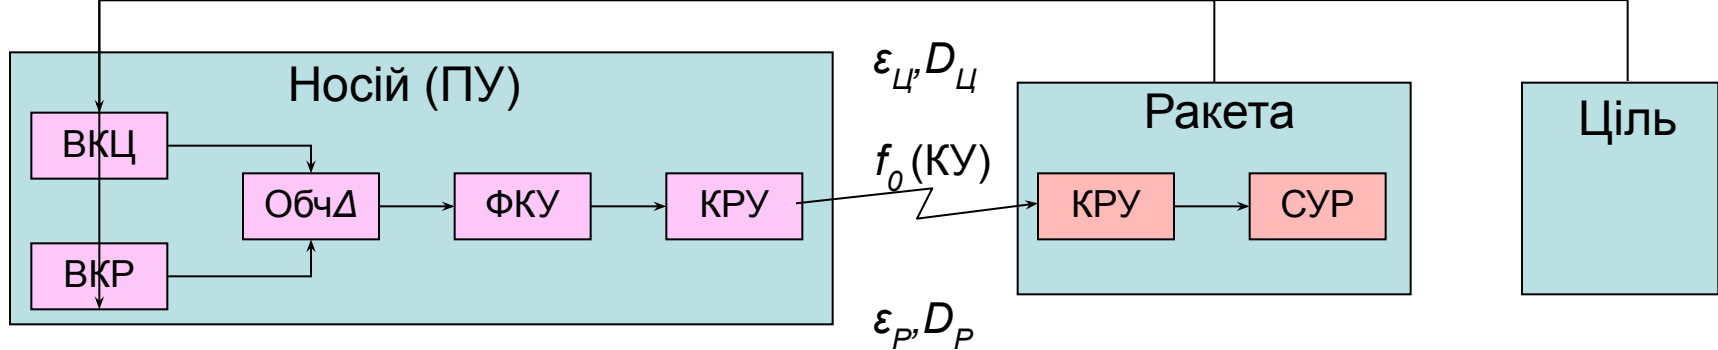 Носій (ПУ)
ВКЦ
ВКР
ОбчΔ
ФКУ
КРУ
εЦ, DЦ
f0 (КУ)
εР, DР
Ракета
КРУ
СУР
Ціль